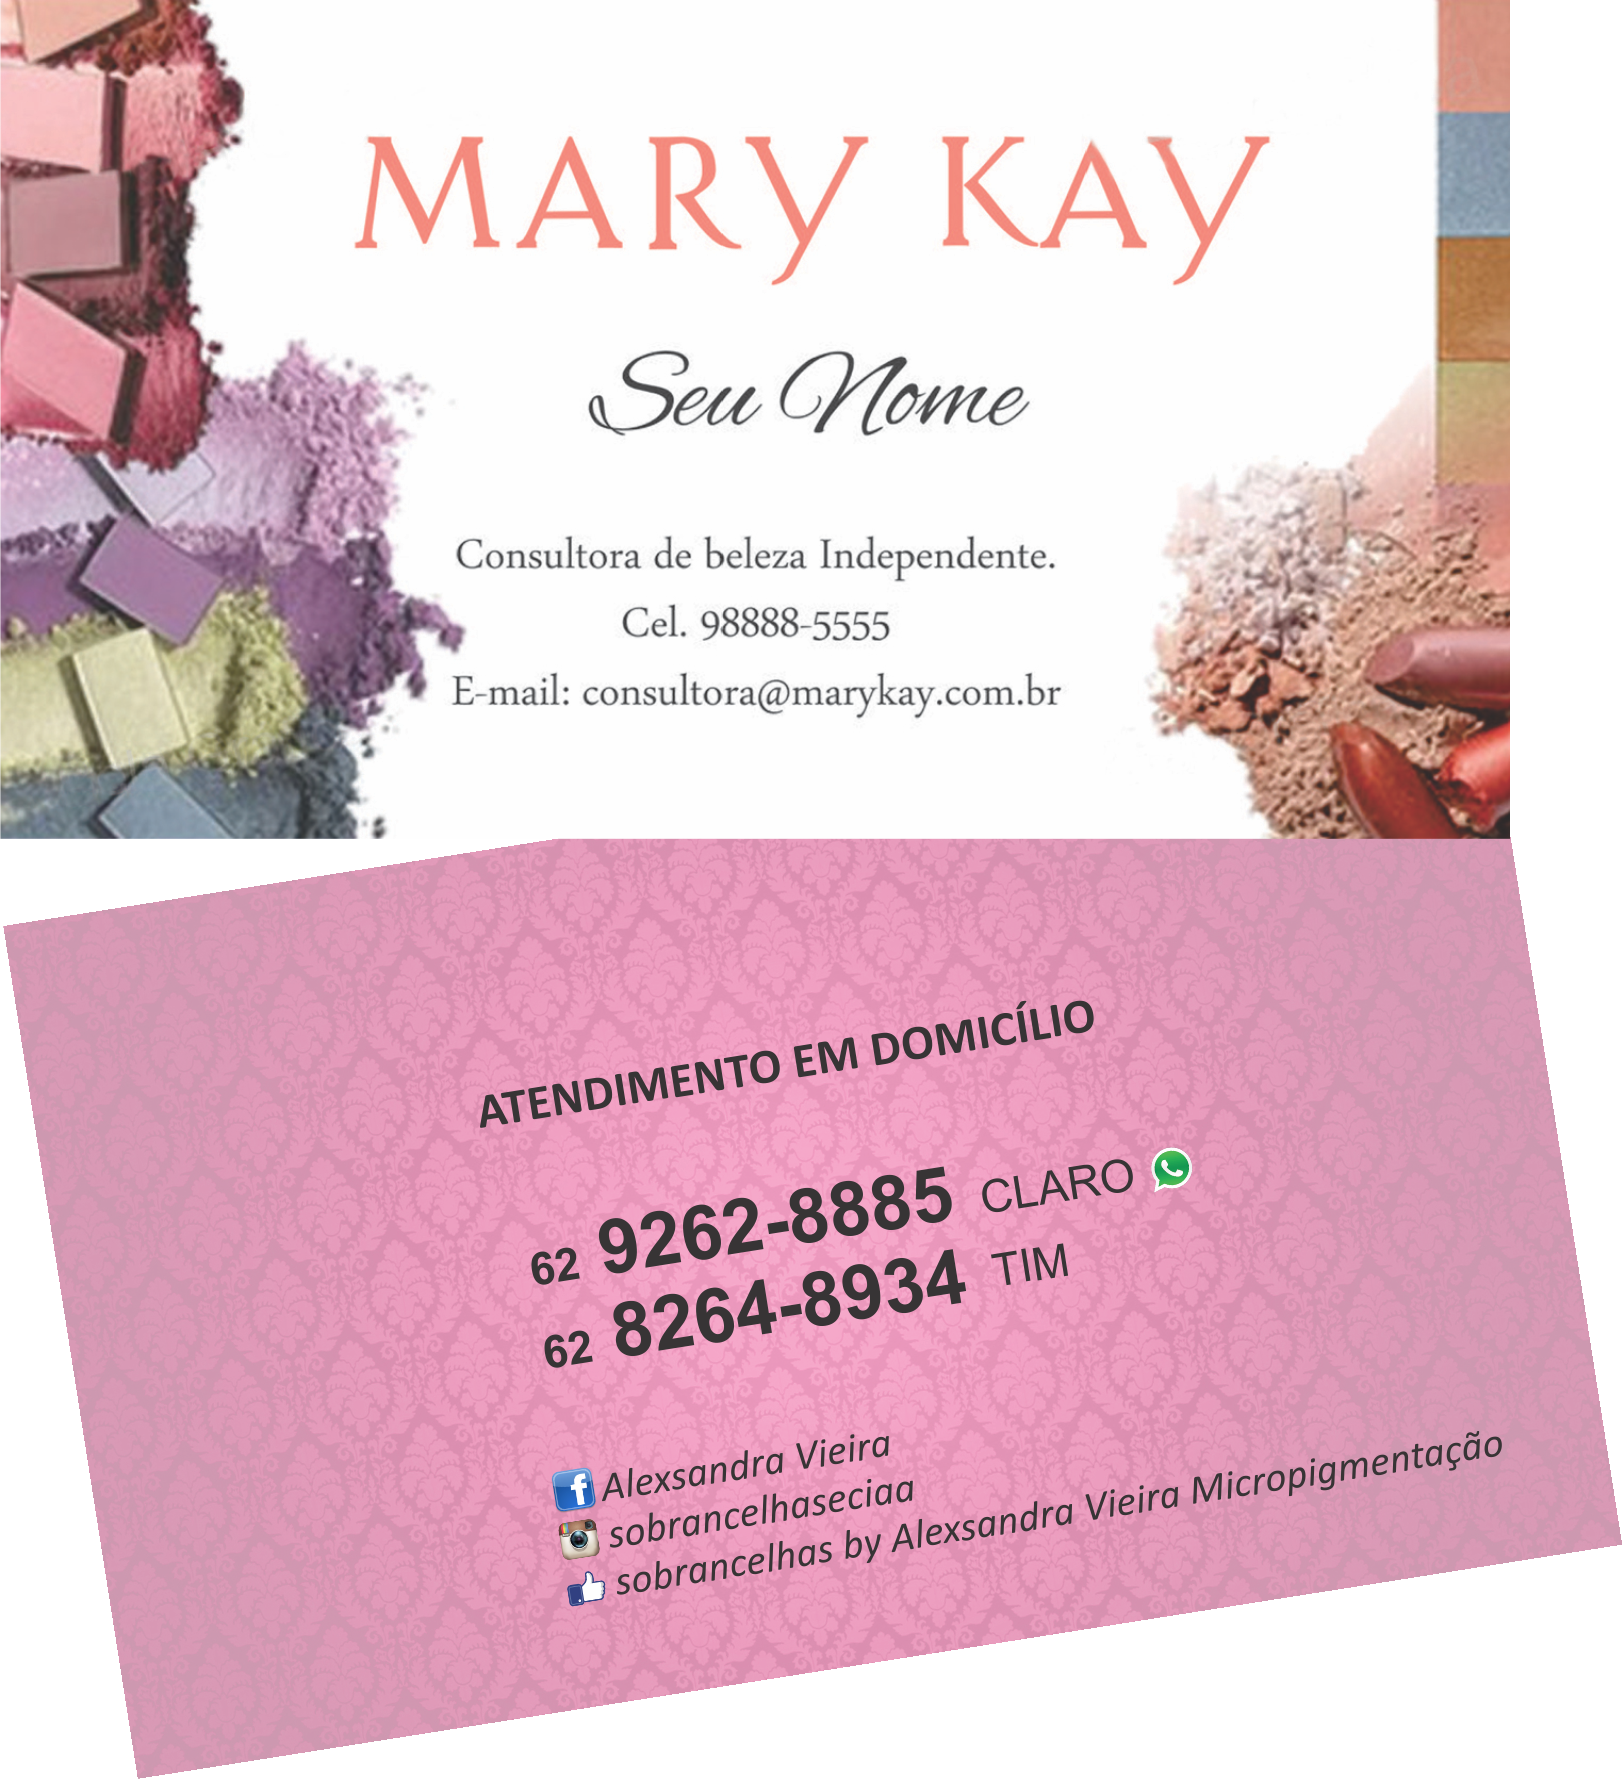 MARY KAY
Seu Nome
Consultora de beleza Independente.
Cel. 98888-5555
E-mail: consultora@marykay.com.br
ATENDIMENTO EM DOMICÍLIO
62 9262-8885 CLARO
62 8264-8934 TIM
Alexsandra Vieira
sobrancelhaseciaa
sobrancelhas by Alexsandra Vieira Micropigmentação